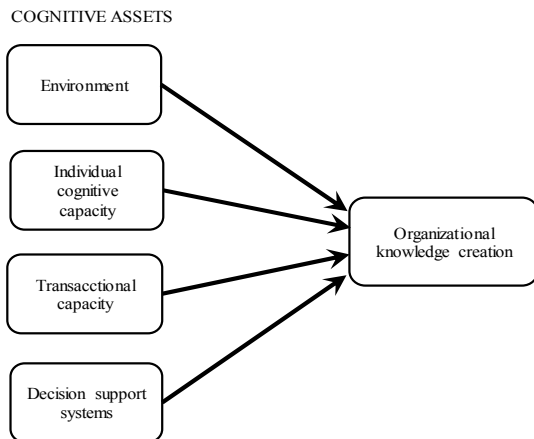 COGNITIVE ASSETS
Environment
Individual
cognitive
capacity
Organizational
knowledge creation
Transacctional
capacity
Decision support
systems